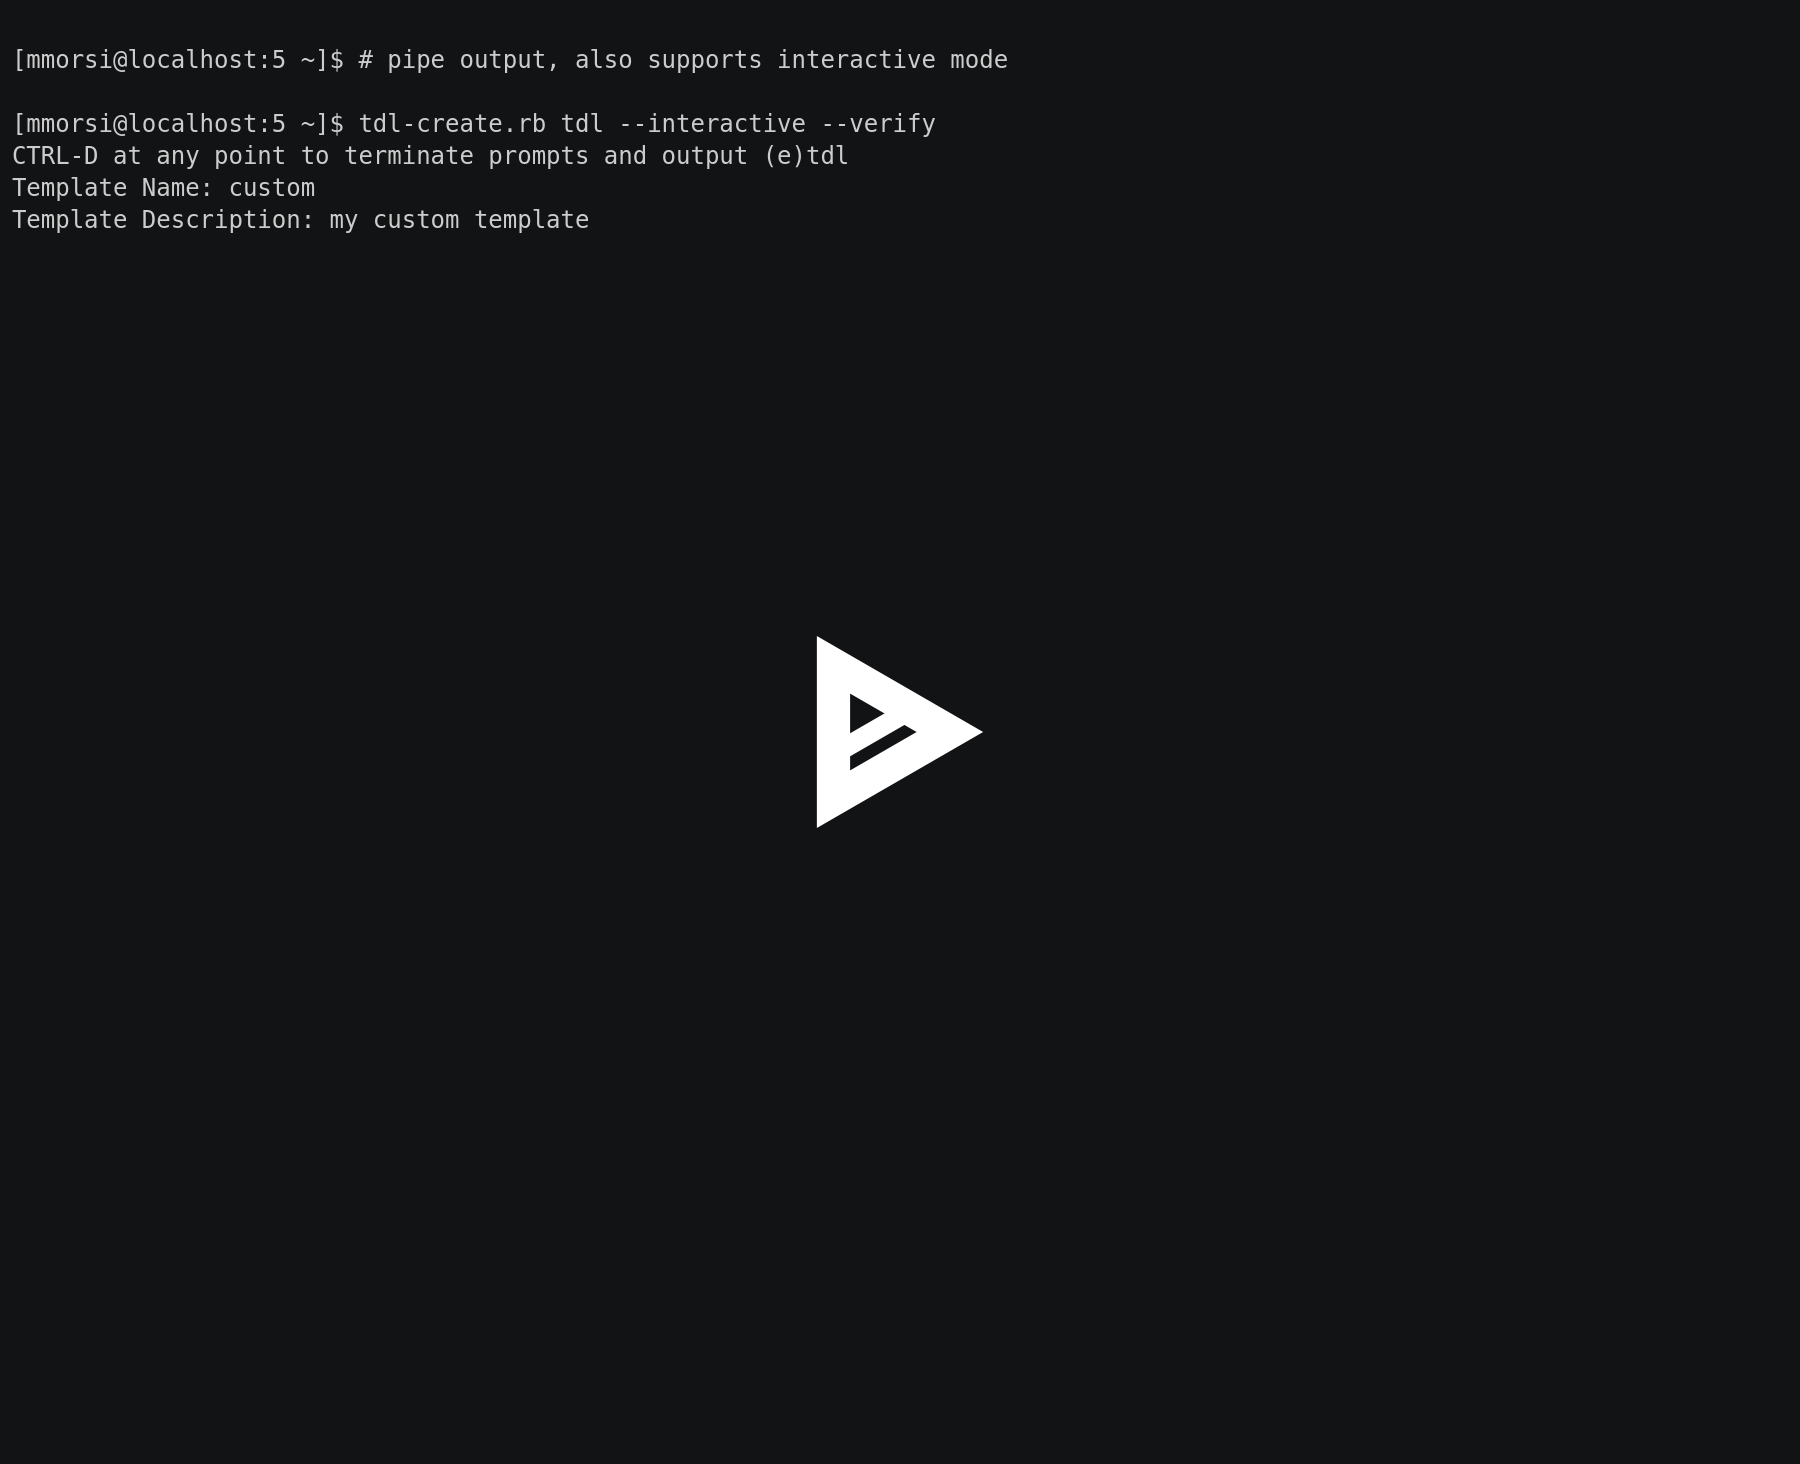 [mmorsi@localhost:5 ~]$ # pipe output, also supports interactive mode
[mmorsi@localhost:5 ~]$ tdl-create.rb tdl --interactive --verify
CTRL-D at any point to terminate prompts and output (e)tdl
Template Name: custom
Template Description: my custom template